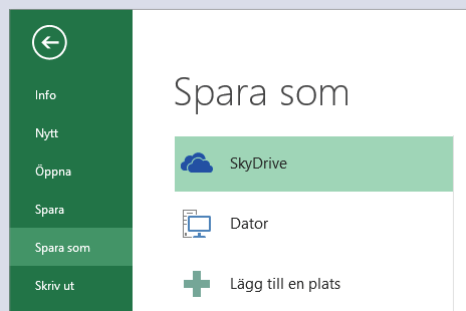 Info
Nytt
Öppna
Spara
Spara som
Skriv ut
Spara som
SkyDrive
Dator
Lägg till en plats